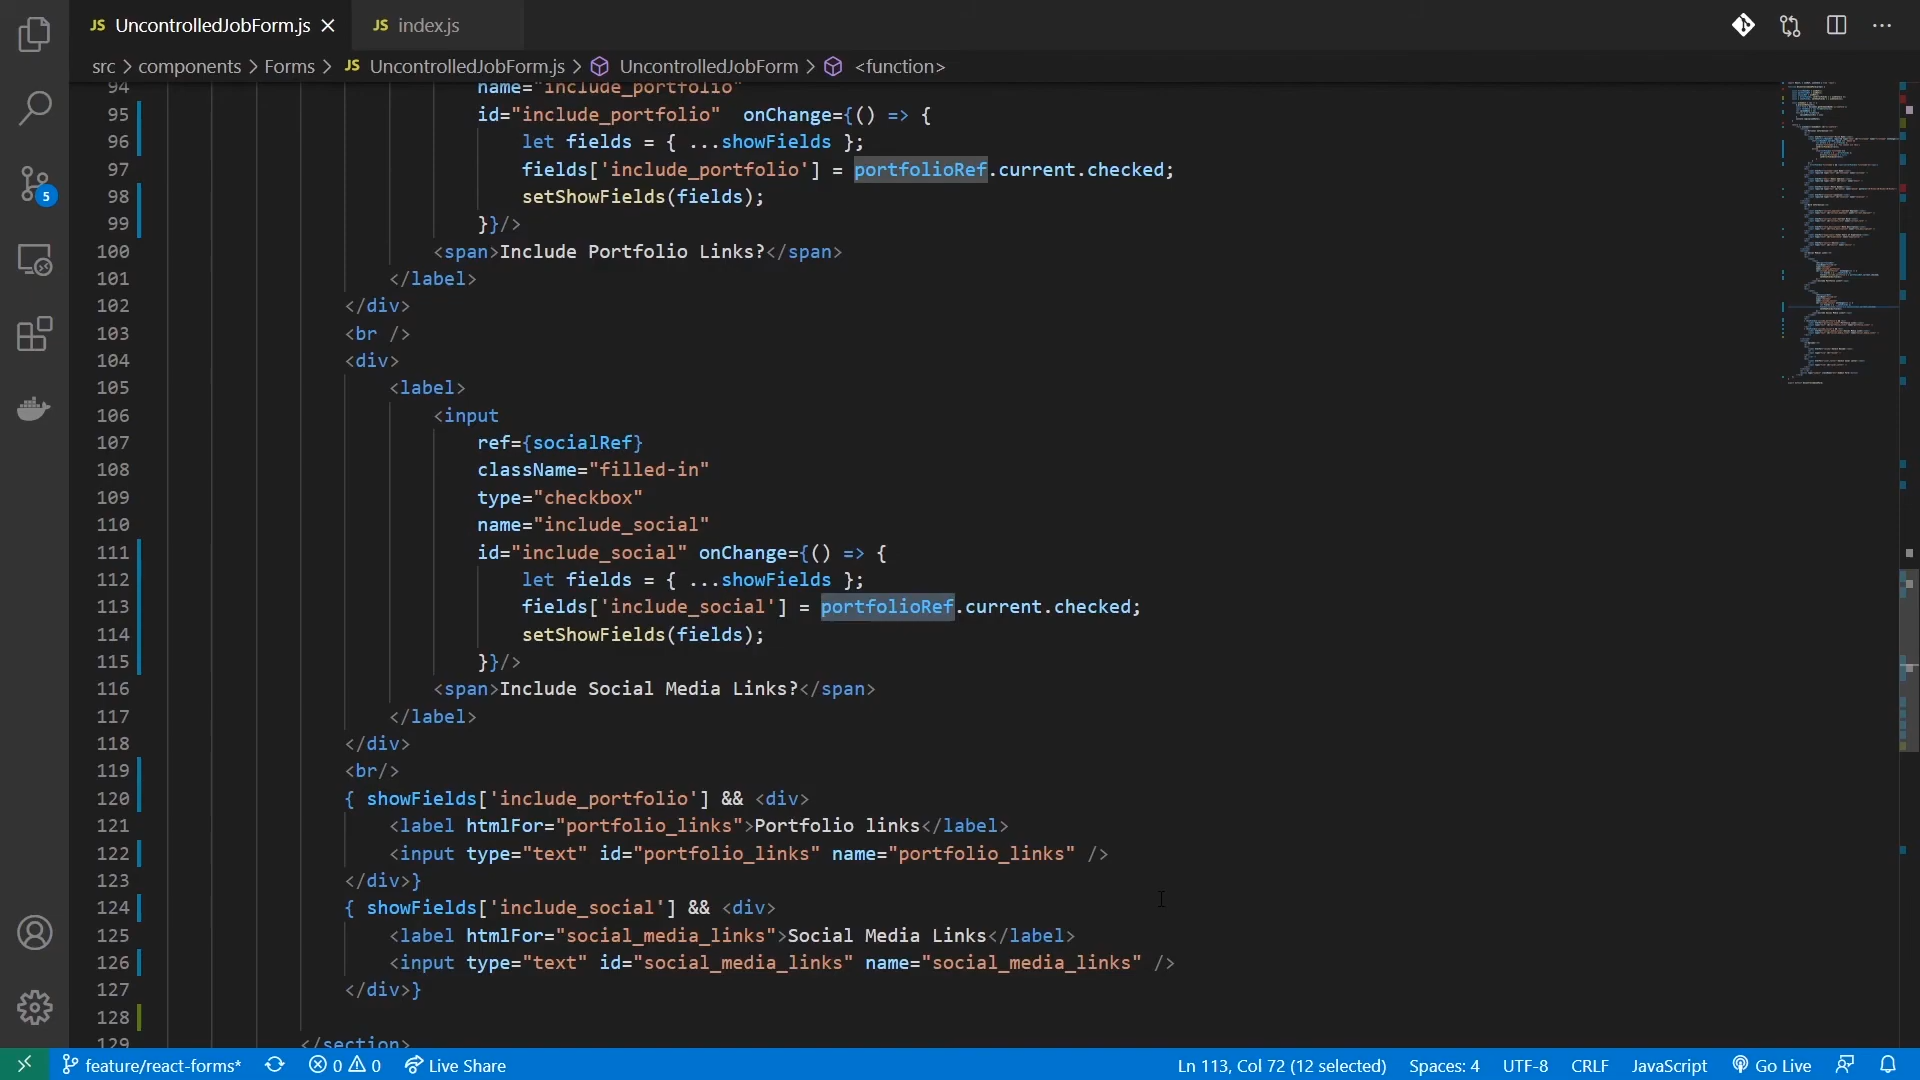 JS UncontrolledJobForm.js ×
JS index.js
src > components > Forms > JS UncontrolledJobForm.js > UncontrolledJobForm > <function>
94 name="include_portfolio"
95 id="include_portfolio" onChange={() => {
96 let fields = { ...showFields };
97 fields['include_portfolio'] = portfolioRef.current.checked;
98 setShowFields(fields);
99 }}/>
100 <span>Include Portfolio Links?</span>
101 </label>
102 </div>
103 <br />
104 <div>
105 <label>
106 <input
107 ref={socialRef}
108 className="filled-in"
109 type="checkbox"
110 name="include_social"
111 id="include_social" onChange={() => {
112 let fields = { ...showFields };
113 fields['include_social'] = portfolioRef.current.checked;
114 setShowFields(fields);
115 }}/>
116 <span>Include Social Media Links?</span>
117 </label>
118 </div>
119 <br/>
120 { showFields['include_portfolio'] && <div>
121 <label htmlFor="portfolio_links">Portfolio links</label>
122 <input type="text" id="portfolio_links" name="portfolio_links" />
123 </div>}
124 { showFields['include_social'] && <div>
125 <label htmlFor="social_media_links">Social Media Links</label>
126 <input type="text" id="social_media_links" name="social_media_links" />
127 </div>}
128
129 </section>
5
feature/react-forms* 0 0 Live Share Ln 113, Col 72 (12 selected) Spaces: 4 UTF-8 CRLF JavaScript Go Live